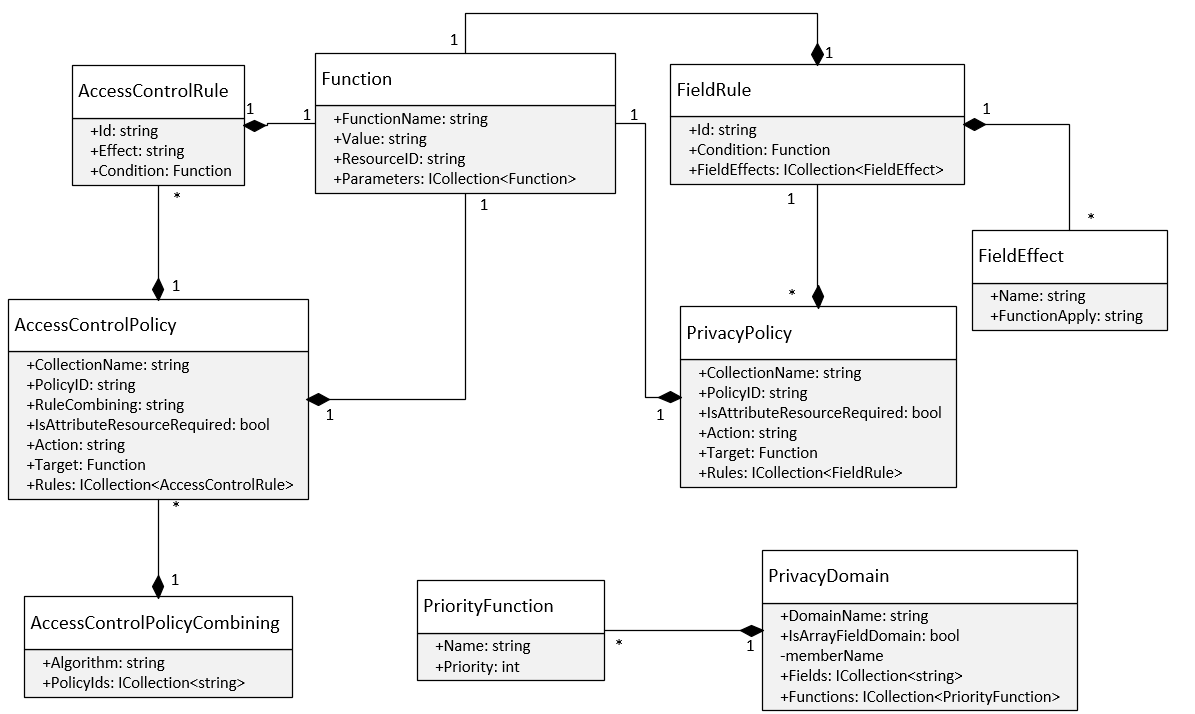 1
1
AccessControlRule
+Id: string
+Effect: string
+Condition: Function
1
1
Function
+FunctionName: string
+Value: string
+ResourceID: string
+Parameters: ICollection<Function>
1
1
FieldRule
+Id: string
+Condition: Function
+FieldEffects: ICollection<FieldEffect>
1
*
1
*
FieldEffect
+Name: string
+FunctionApply: string
*
1
AccessControlPolicy
+CollectionName: string
+PolicyID: string
+RuleCombining: string
+IsAttributeResourceRequired: bool
+Action: string
+Target: Function
+Rules: ICollection<AccessControlRule>
1
1
PrivacyPolicy
+CollectionName: string
+PolicyID: string
+IsAttributeResourceRequired: bool
+Action: string
+Target: Function
+Rules: ICollection<FieldRule>
*
1
AccessControlPolicyCombining
+Algorithm: string
+PolicyIds: ICollection<string>
PriorityFunction
+Name: string
+Priority: int
*
1
PrivacyDomain
+DomainName: string
+IsArrayFieldDomain: bool
-memberName
+Fields: ICollection<string>
+Functions: ICollection<PriorityFunction>